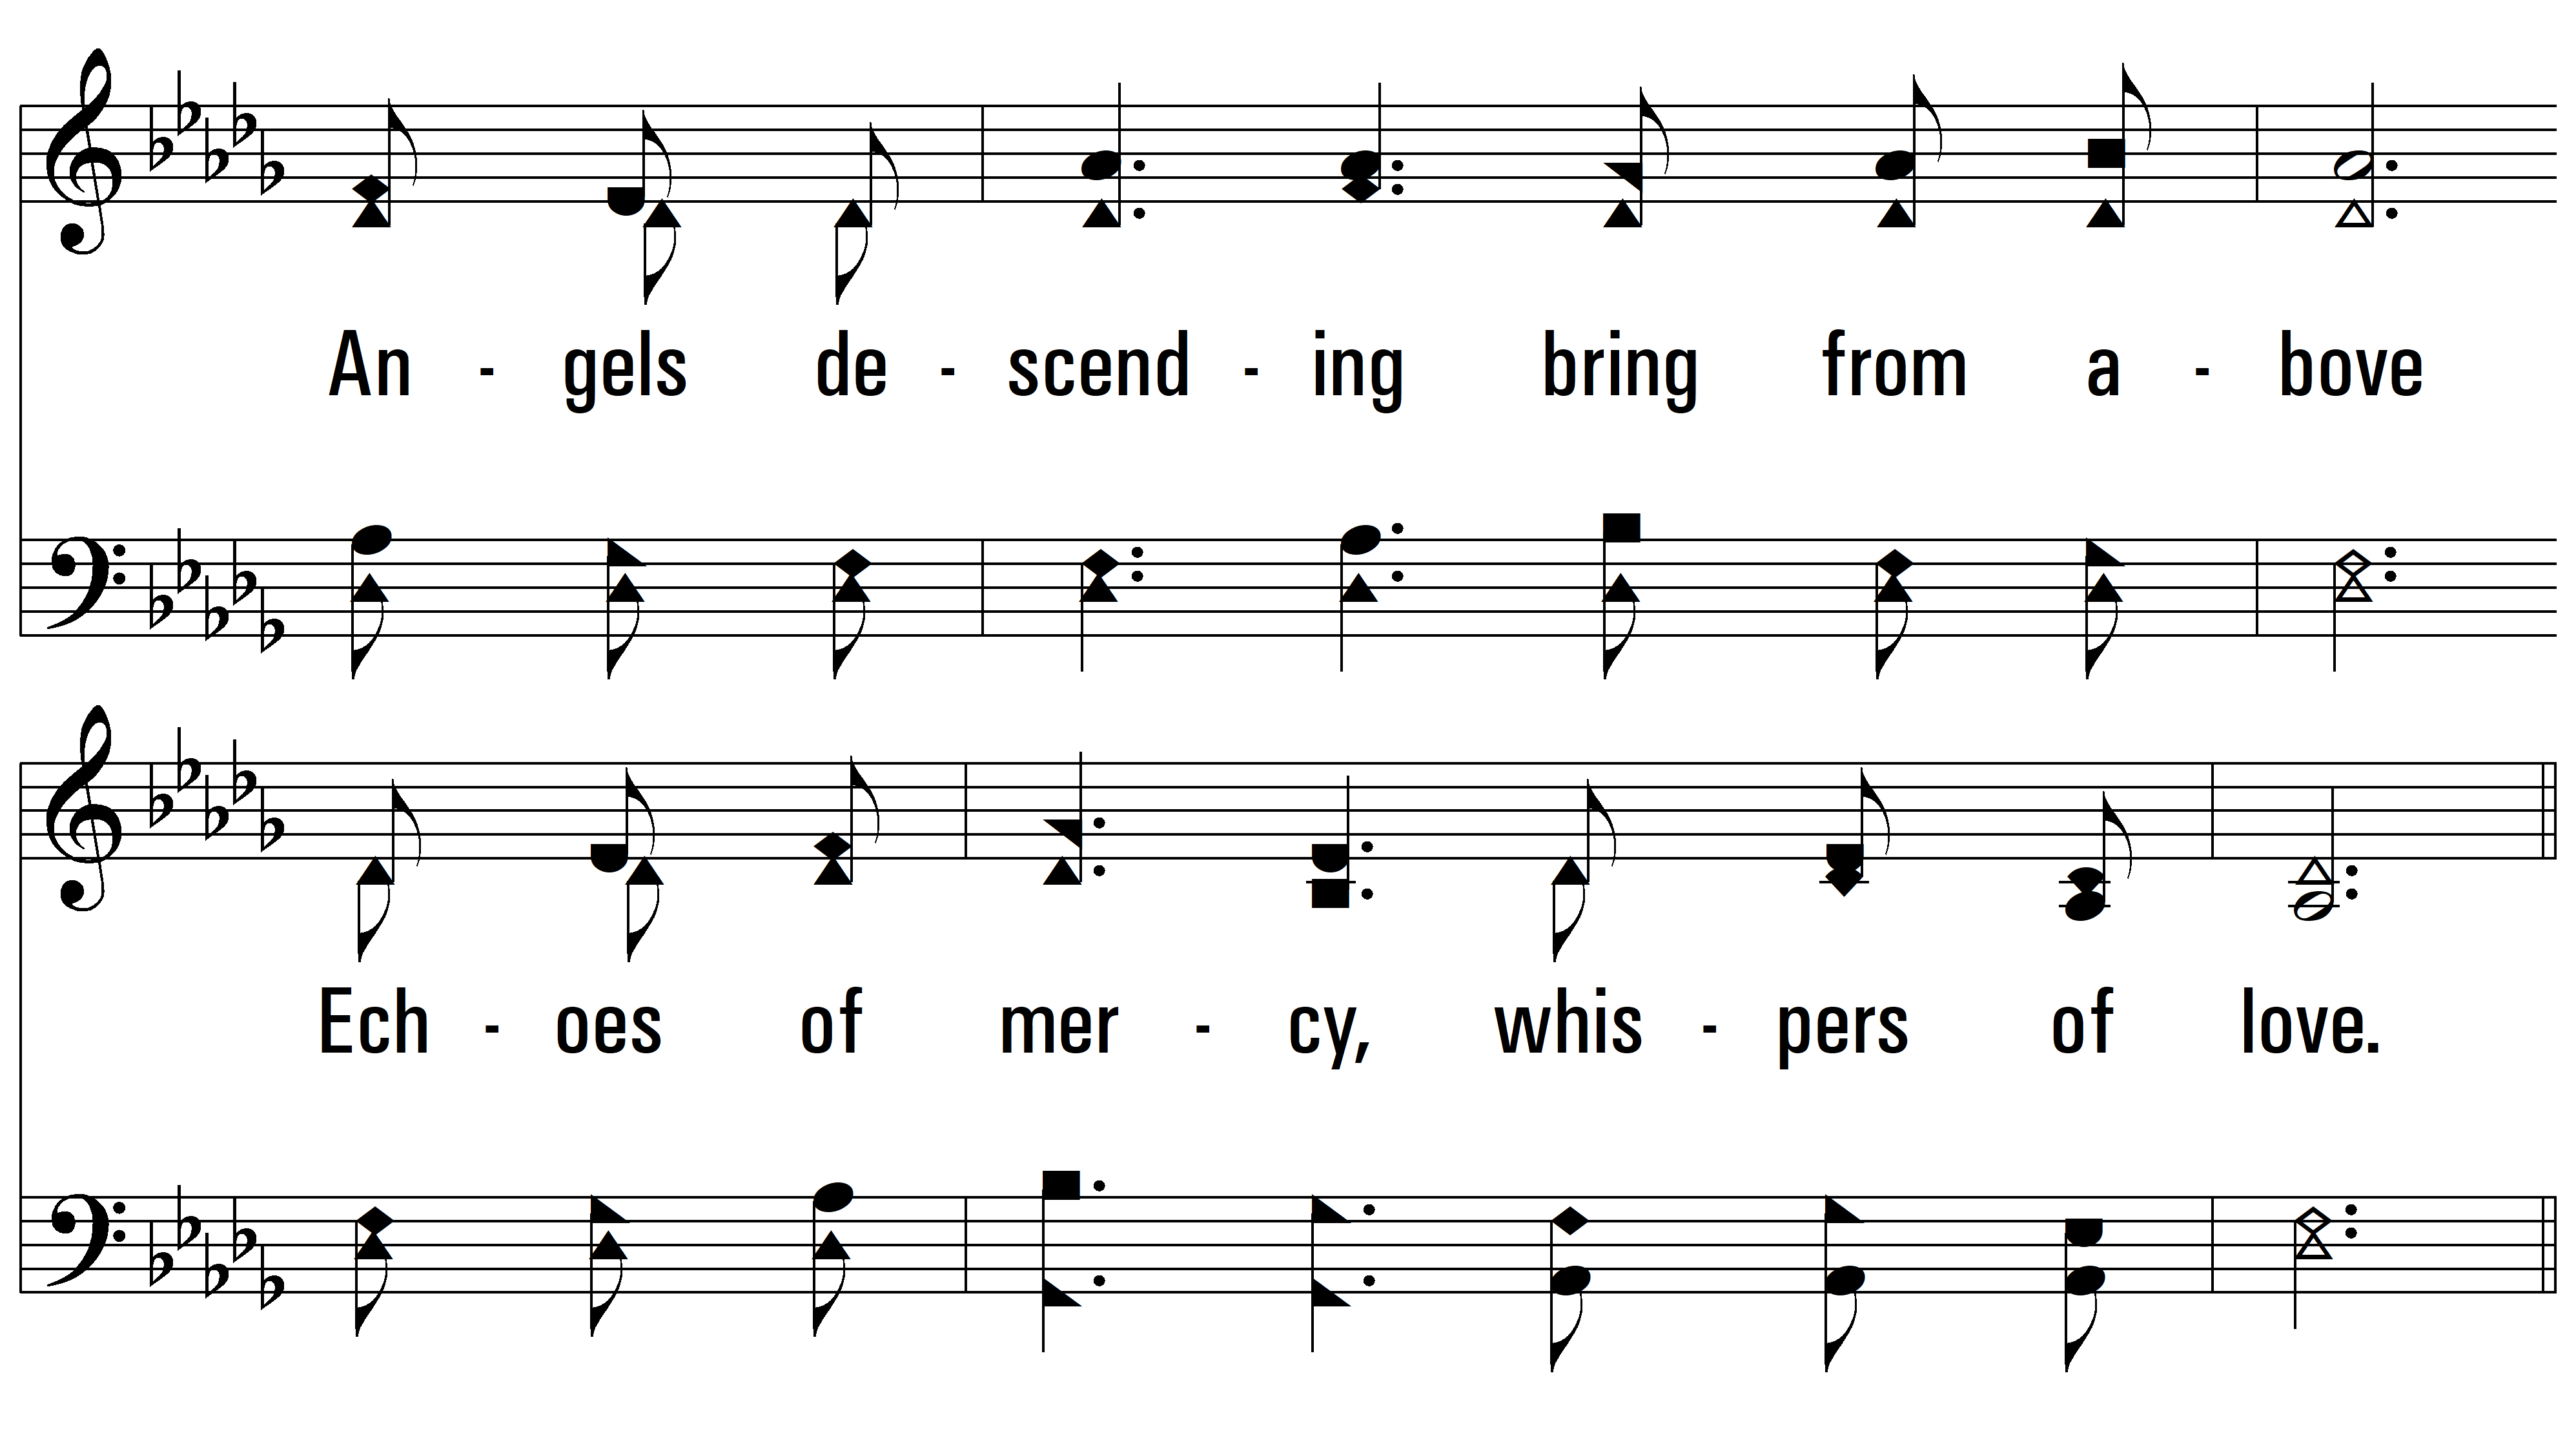 An - gels de - scend - ing bring from a - bove
Ech - oes of mer - cy, whis - pers of love.